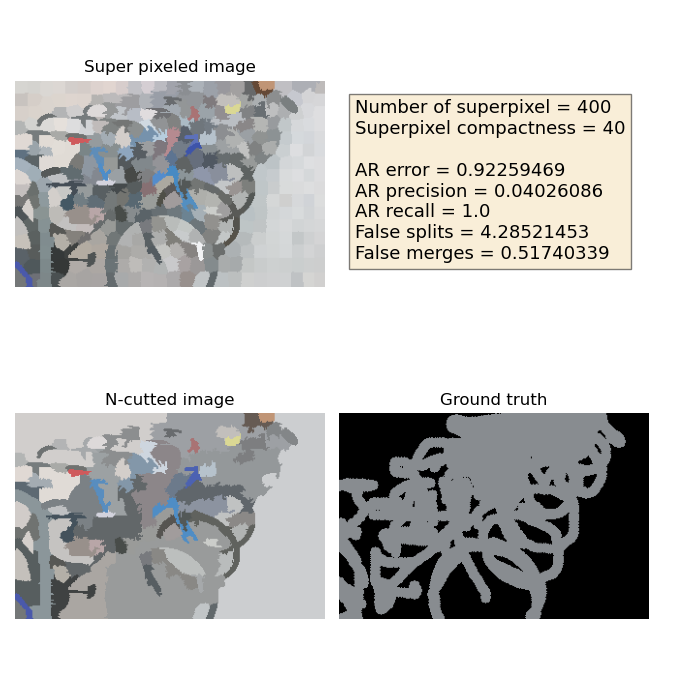 Super pixeled image
Number of superpixel = 400
Superpixel compactness = 40
AR error = 0.92259469
AR precision = 0.04026086
AR recall = 1.0
False splits = 4.28521453
False merges = 0.51740339
N-cutted image
Ground truth